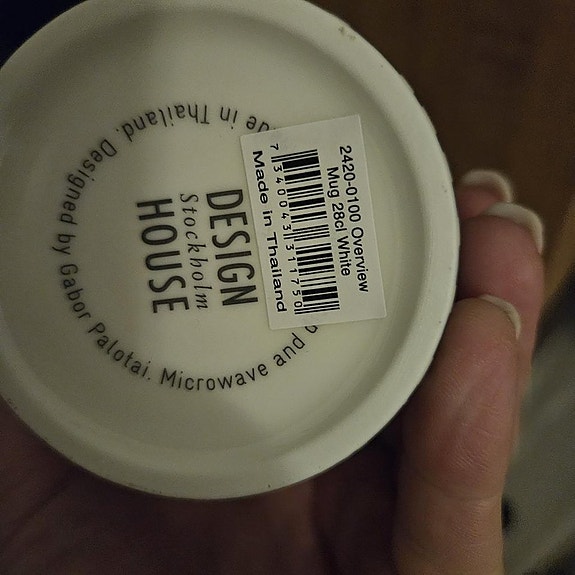 DESIGN
Stockholm
HOUSE
in Thailand. Designed by Gabor Palotai. Microwave and
2420-0100 Overview
Mug 28cl White
7 340043 311750
Made in Thailand